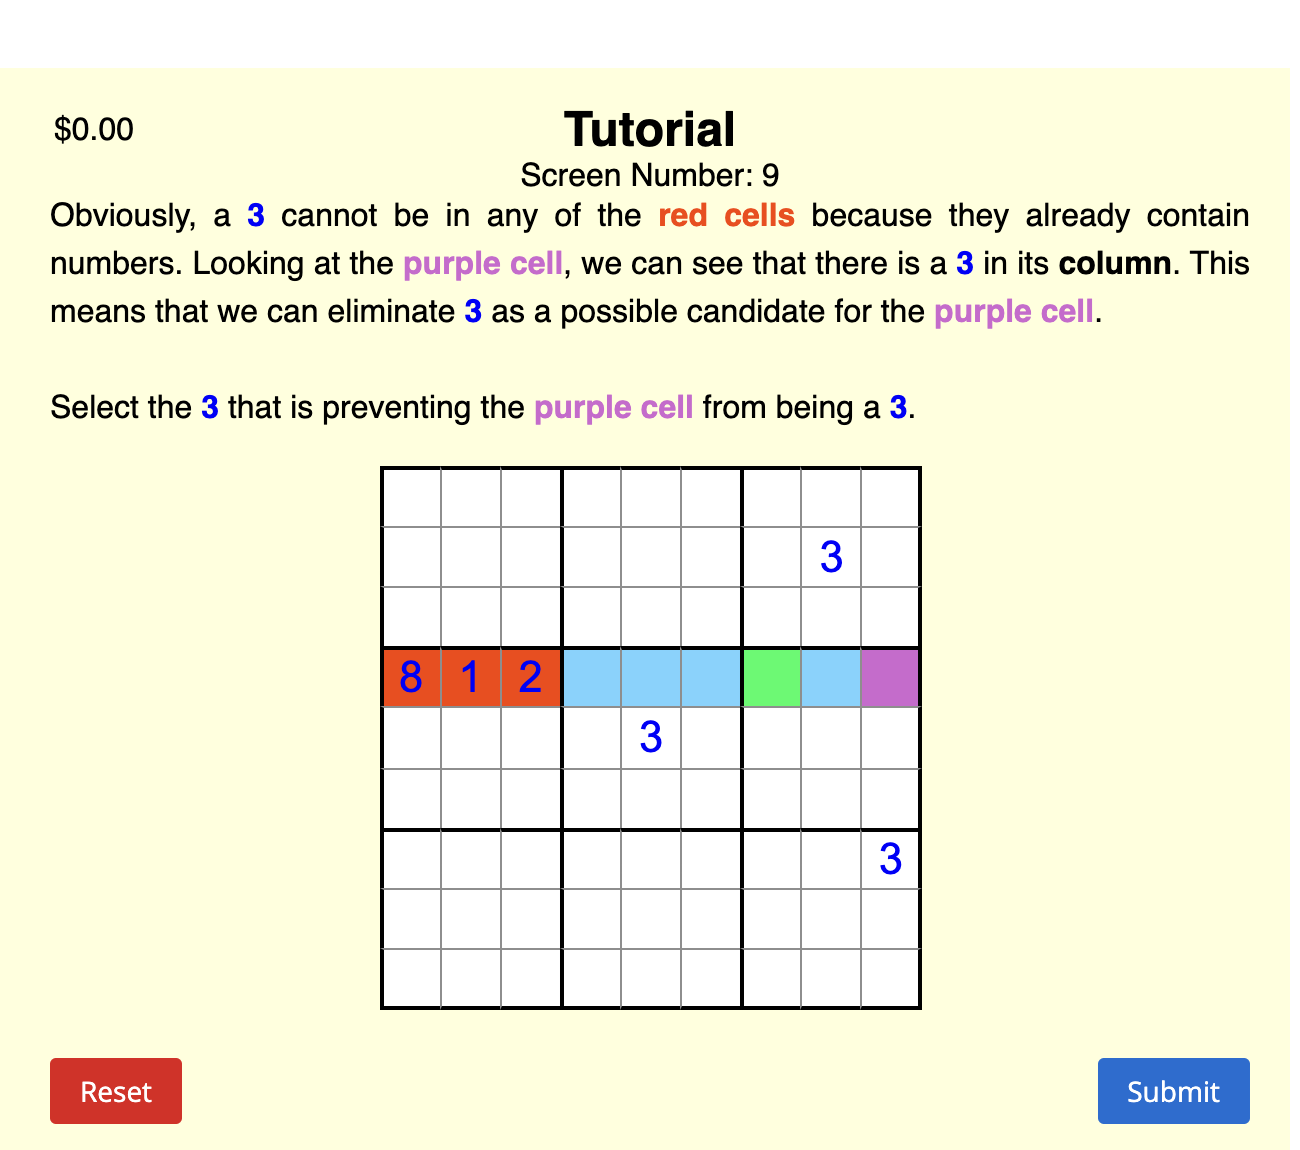 $0.00
Tutorial
Screen Number: 9
Obviously, a 3 cannot be in any of the red cells because they already contain
numbers. Looking at the purple cell, we can see that there is a 3 in its column. This
means that we can eliminate 3 as a possible candidate for the purple cell.
Select the 3 that is preventing the purple cell from being a 3.
3
8 1 2
3
3
Reset
Submit